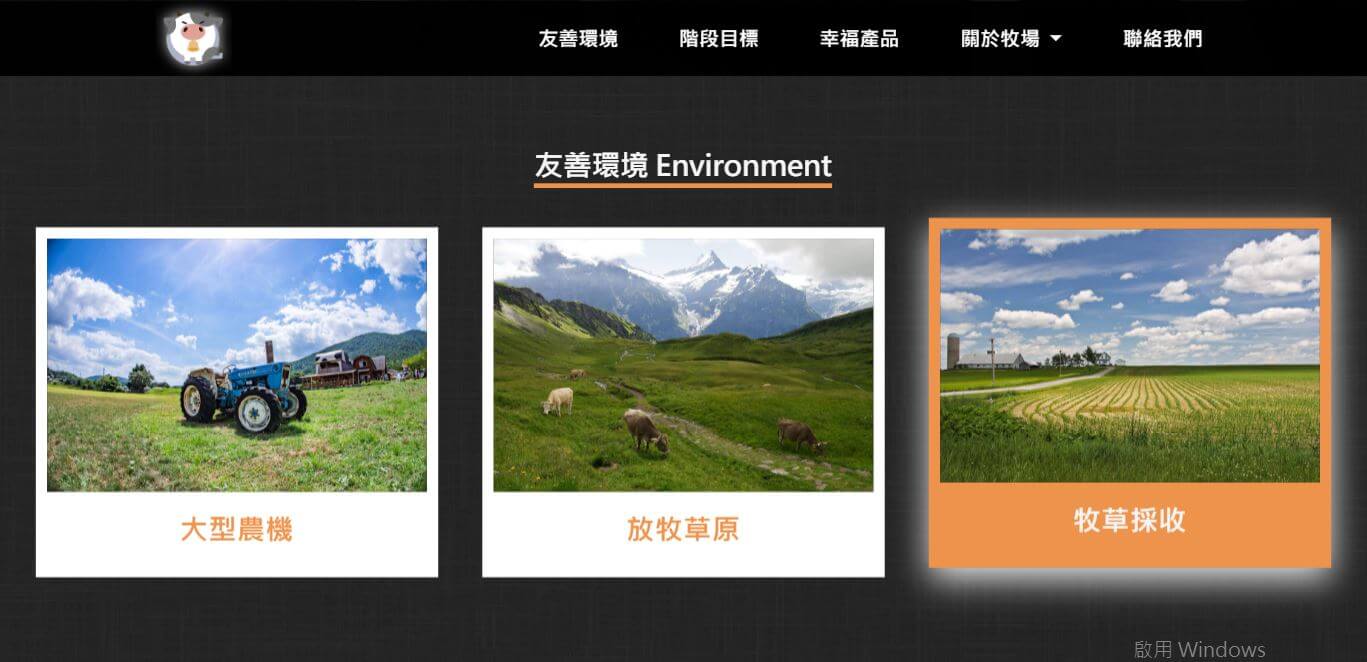 友善環境 階段目標 幸福產品 關於牧場 聯絡我們
友善環境 Environment
大型農機
放牧草原
牧草採收
啟用 Windows